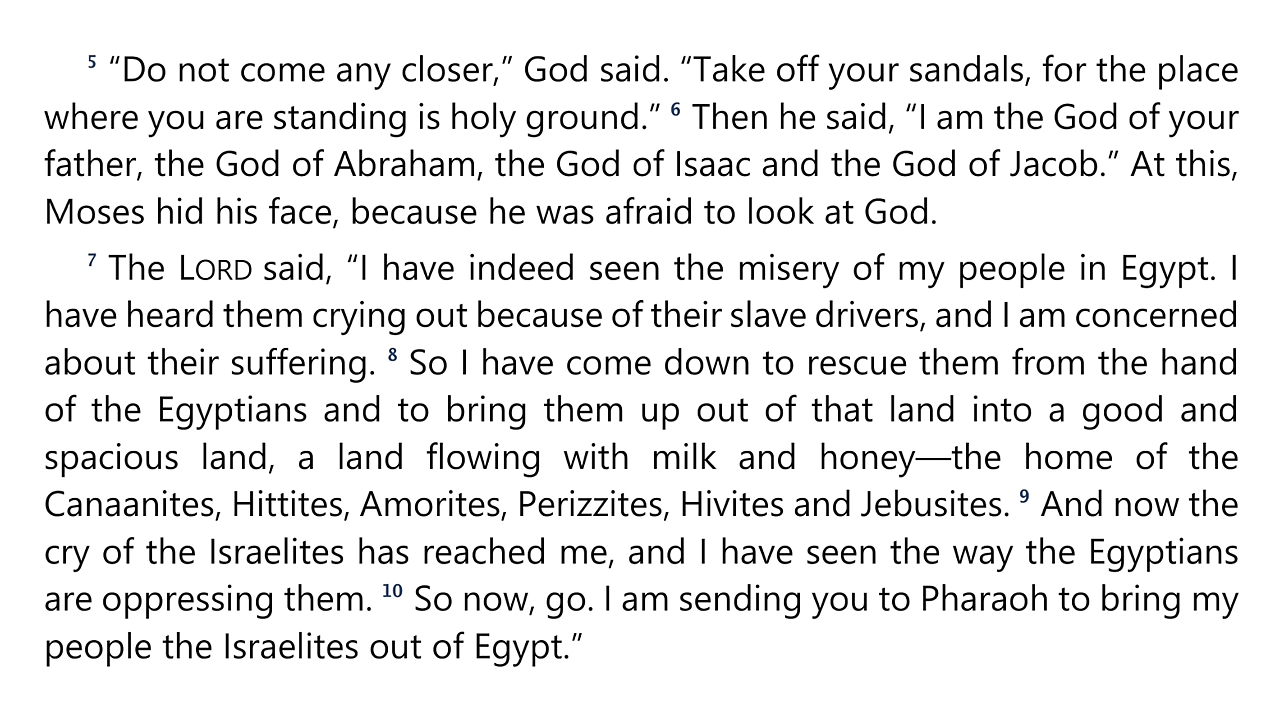 5 “Do not come any closer,” God said. “Take off your sandals, for the place
where you are standing is holy ground.” 6 Then he said, “I am the God of your
father, the God of Abraham, the God of Isaac and the God of Jacob.” At this,
Moses hid his face, because he was afraid to look at God.
7 The LORD said, “I have indeed seen the misery of my people in Egypt. I
have heard them crying out because of their slave drivers, and I am concerned
about their suffering. 8 So I have come down to rescue them from the hand
of the Egyptians and to bring them up out of that land into a good and
spacious land, a land flowing with milk and honey—the home of the
Canaanites, Hittites, Amorites, Perizzites, Hivites and Jebusites. 9 And now the
cry of the Israelites has reached me, and I have seen the way the Egyptians
are oppressing them. 10 So now, go. I am sending you to Pharaoh to bring my
people the Israelites out of Egypt.”